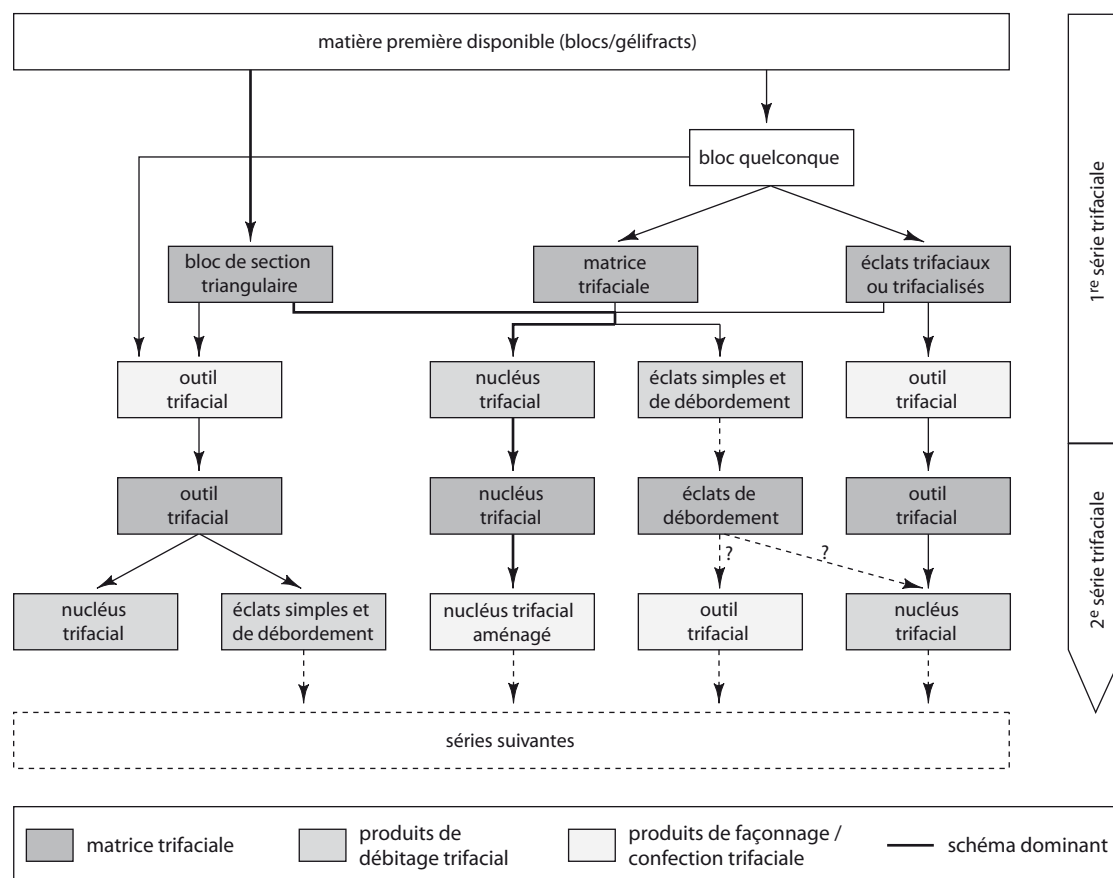 matière première disponible (blocs/gélifracts)
bloc quelconque
bloc de section
triangulaire
matrice
trifaciale
éclats trifaciaux
ou trifacialisés
outil
trifacial
nucléus
trifacial
éclats simples et
de débordement
outil
trifacial
outil
trifacial
nucléus
trifacial
éclats de
débordement
outil
trifacial
?
?
nucléus
trifacial
éclats simples et
de débordement
nucléus trifacial
aménagé
outil
trifacial
nucléus
trifacial
séries suivantes
1re série trifaciale
2e série trifaciale
matrice trifaciale
produits de
débitage trifacial
produits de façonnage /
confection trifaciale
schéma dominant